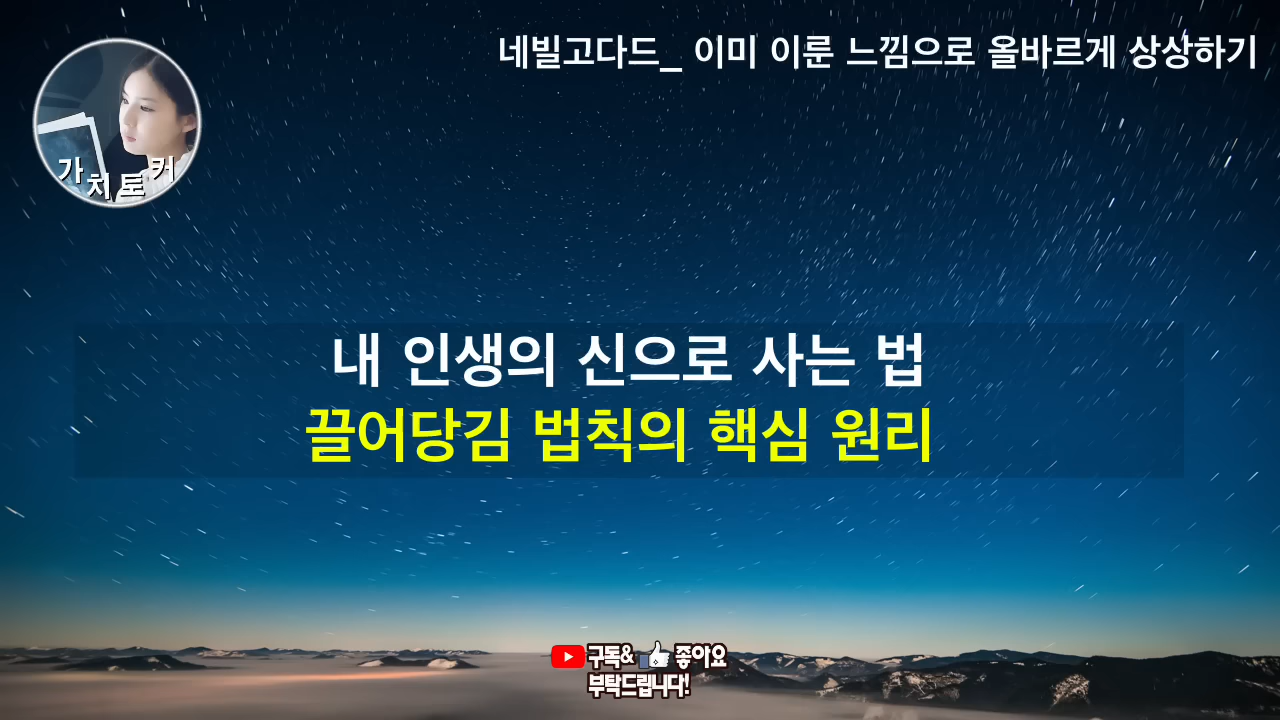 네빌고다드_ 이미 이룬 느낌으로 올바르게 상상하기
가치토커
내 인생의 신으로 사는 법
끌어당김 법칙의 핵심 원리
구독& 좋아요
부탁드립니다!